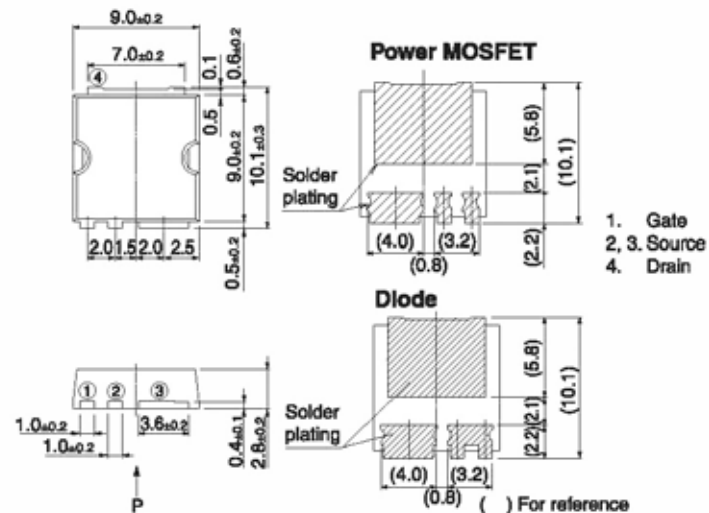 9.0±0.2
7.0±0.2
④
0.1
0.6±0.2
0.5
9.0±0.2
10.1±0.3
2.0 1.5 2.0 2.5
0.5±0.2
① ② ③
1.0±0.2
1.0±0.2
3.6±0.2
0.4±0.1
2.8±0.2
P
Power MOSFET
Solder
plating
(5.8)
(2.1)
(10.1)
(2.2)
(4.0) (3.2)
(0.8)
1. Gate
2, 3. Source
4. Drain
Diode
Solder
plating
(5.8)
(2.1)
(10.1)
(2.2)
(4.0) (3.2)
(0.8)
( ) For reference